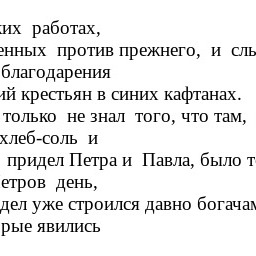 ких работах,
енных против прежнего, и слы
благодарения
ий крестьян в синих кафтанах.
только не знал того, что там,
хлеб-соль и
придел Петра и Павла, было т
етров день,
дел уже строился давно богачам
рые явились